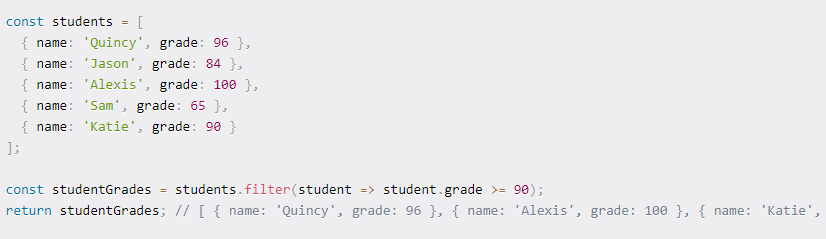 const students = [
  { name: 'Quincy', grade: 96 },
  { name: 'Jason', grade: 84 },
  { name: 'Alexis', grade: 100 },
  { name: 'Sam', grade: 65 },
  { name: 'Katie', grade: 90 }
];
const studentGrades = students.filter(student => student.grade >= 90);
return studentGrades; // [ { name: 'Quincy', grade: 96 }, { name: 'Alexis', grade: 100 }, { name: 'Katie',